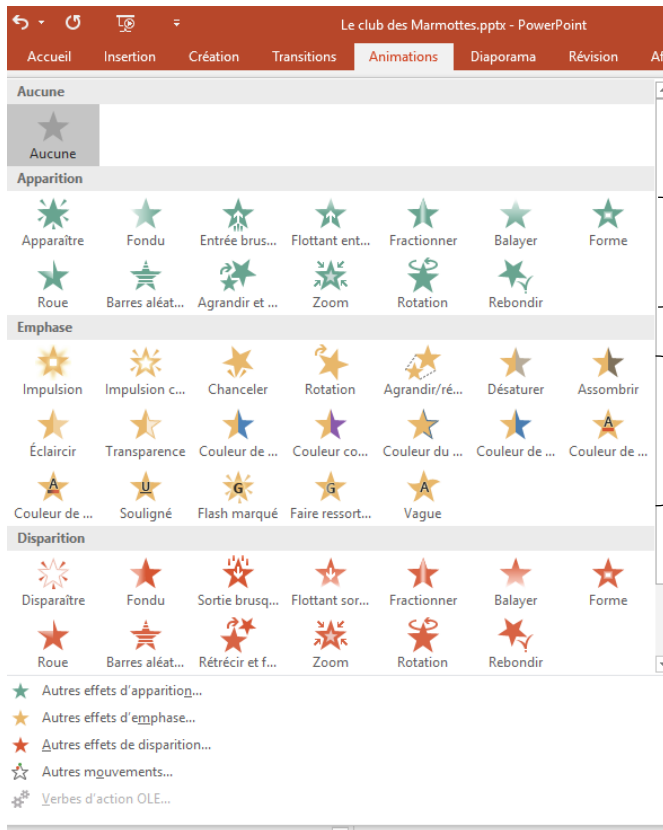 Le club des Marmottes.pptx - PowerPoint
Accueil Insertion Création Transitions Animations Diaporama Révision Af
Aucune
Aucune
Apparition
Apparaître Fondu Entrée brus... Flottant ent... Fractionner Balayer Forme
Roue Barres aléat... Agrandir et ... Zoom Rotation Rebondir
Emphase
Impulsion Impulsion c... Chanceler Rotation Agrandir/ré... Désaturer Assombrir
Éclaircir Transparence Couleur de ... Couleur co... Couleur du ... Couleur de ... Couleur de ...
Couleur de ... Souligné Flash marqué Faire ressort... Vague
Disparition
Disparaître Fondu Sortie brusq... Flottant sor... Fractionner Balayer Forme
Roue Barres aléat... Rétrécir et f... Zoom Rotation Rebondir
Autres effets d'apparition...
Autres effets d'emphase...
Autres effets de disparition...
Autres mouvements...
Verbes d'action OLE...